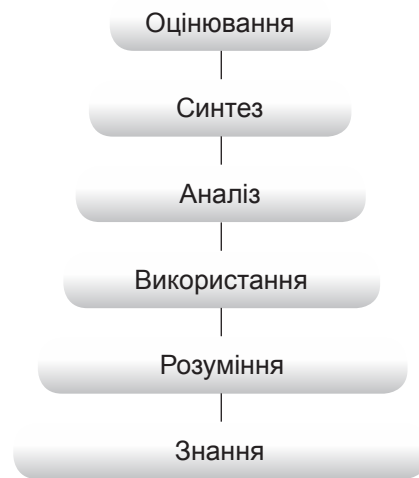 Оцінювання
Синтез
Аналіз
Використання
Розуміння
Знання